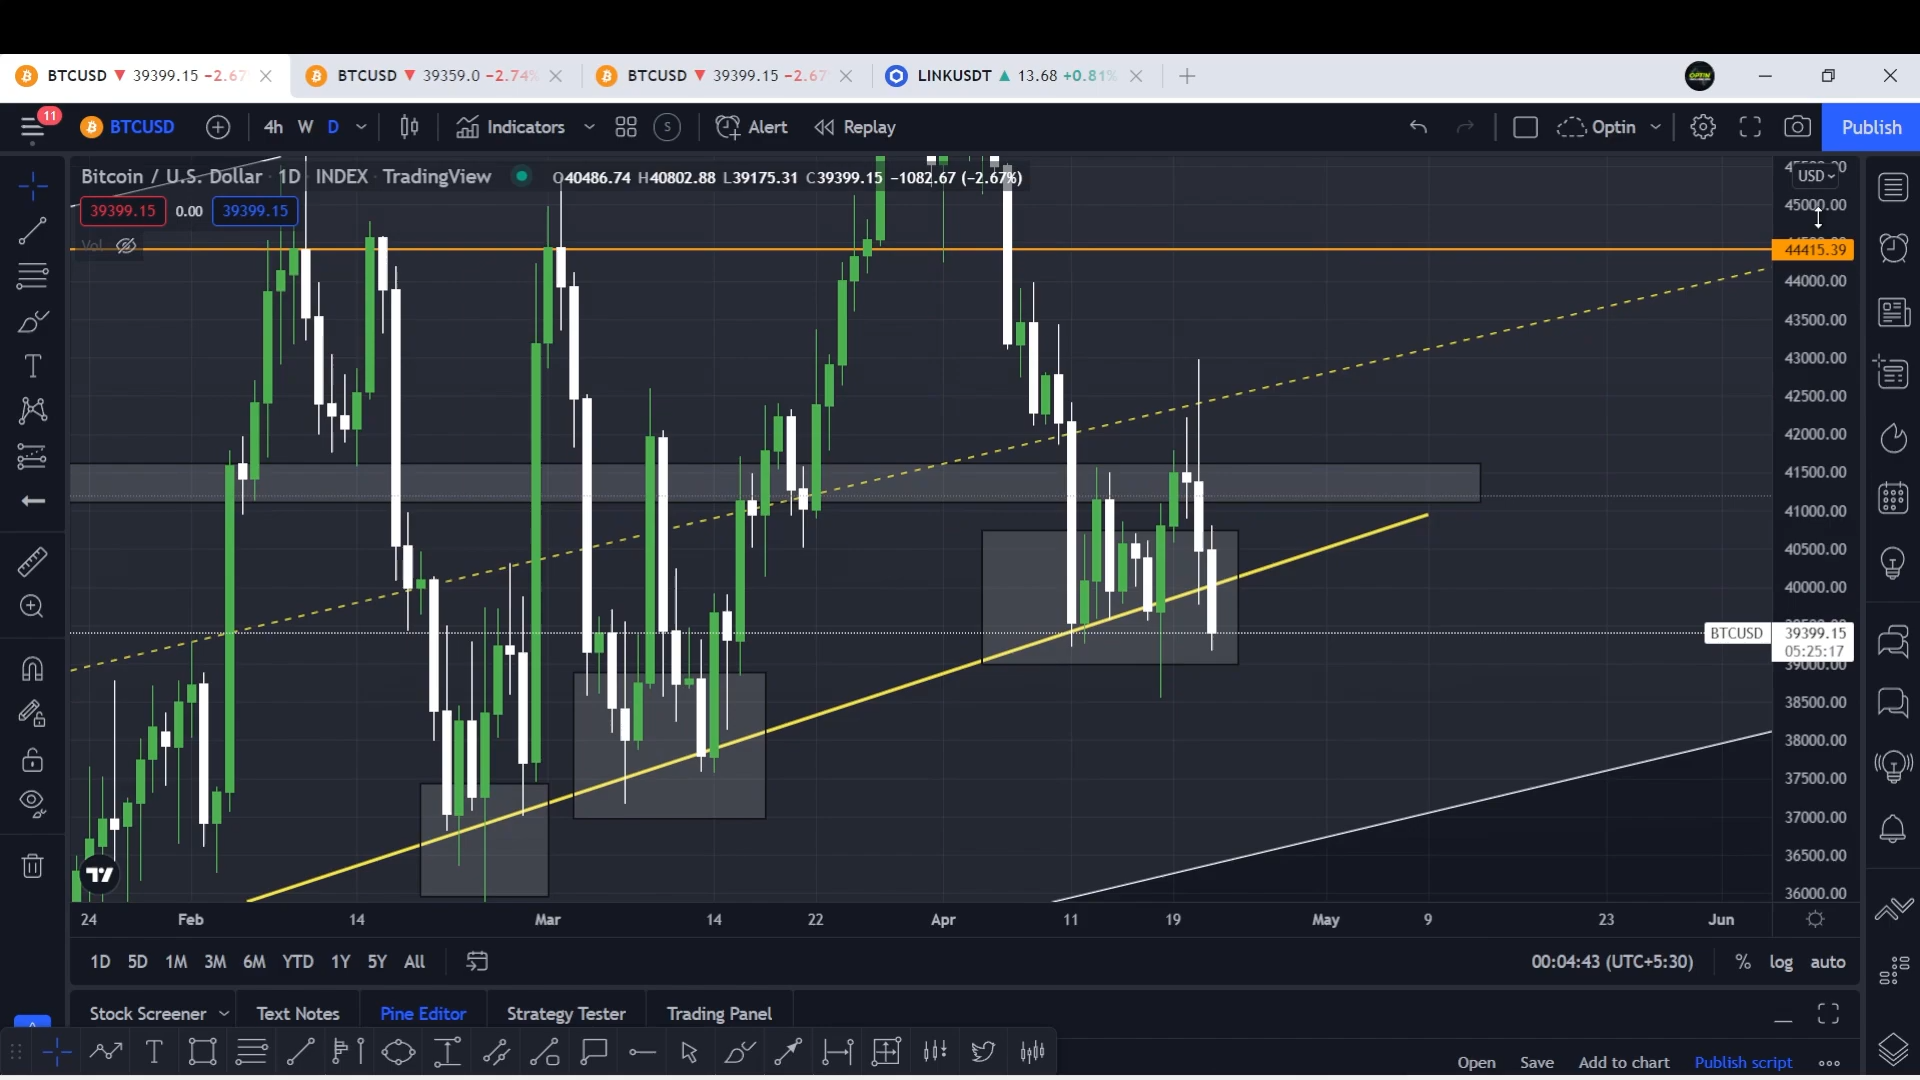 BTCUSD ▼ 39399.15 −2.67
BTCUSD ▼ 39359.0 −2.74%
BTCUSD ▼ 39399.15 −2.67
LINKUSDT ▲ 13.68 +0.81%
OPTIN
11
BTCUSD
4h W D
Indicators
S
Alert
Replay
Optin
Publish
Bitcoin / U.S. Dollar 1D INDEX TradingView
O40486.74 H40802.88 L39175.31 C39399.15 −1082.67 (−2.67%)
39399.15 0.00 39399.15
Vol
USD
45000.00
44415.39
44000.00
43500.00
43000.00
42500.00
42000.00
41500.00
41000.00
40500.00
40000.00
BTCUSD 39399.15
05:25:17
39000.00
38500.00
38000.00
37500.00
37000.00
36500.00
36000.00
24 Feb 14 Mar 14 22 Apr 11 19 May 9 23 Jun
1D 5D 1M 3M 6M YTD 1Y 5Y All
00:04:43 (UTC+5:30) % log auto
Stock Screener Text Notes Pine Editor Strategy Tester Trading Panel
Open Save Add to chart Publish script